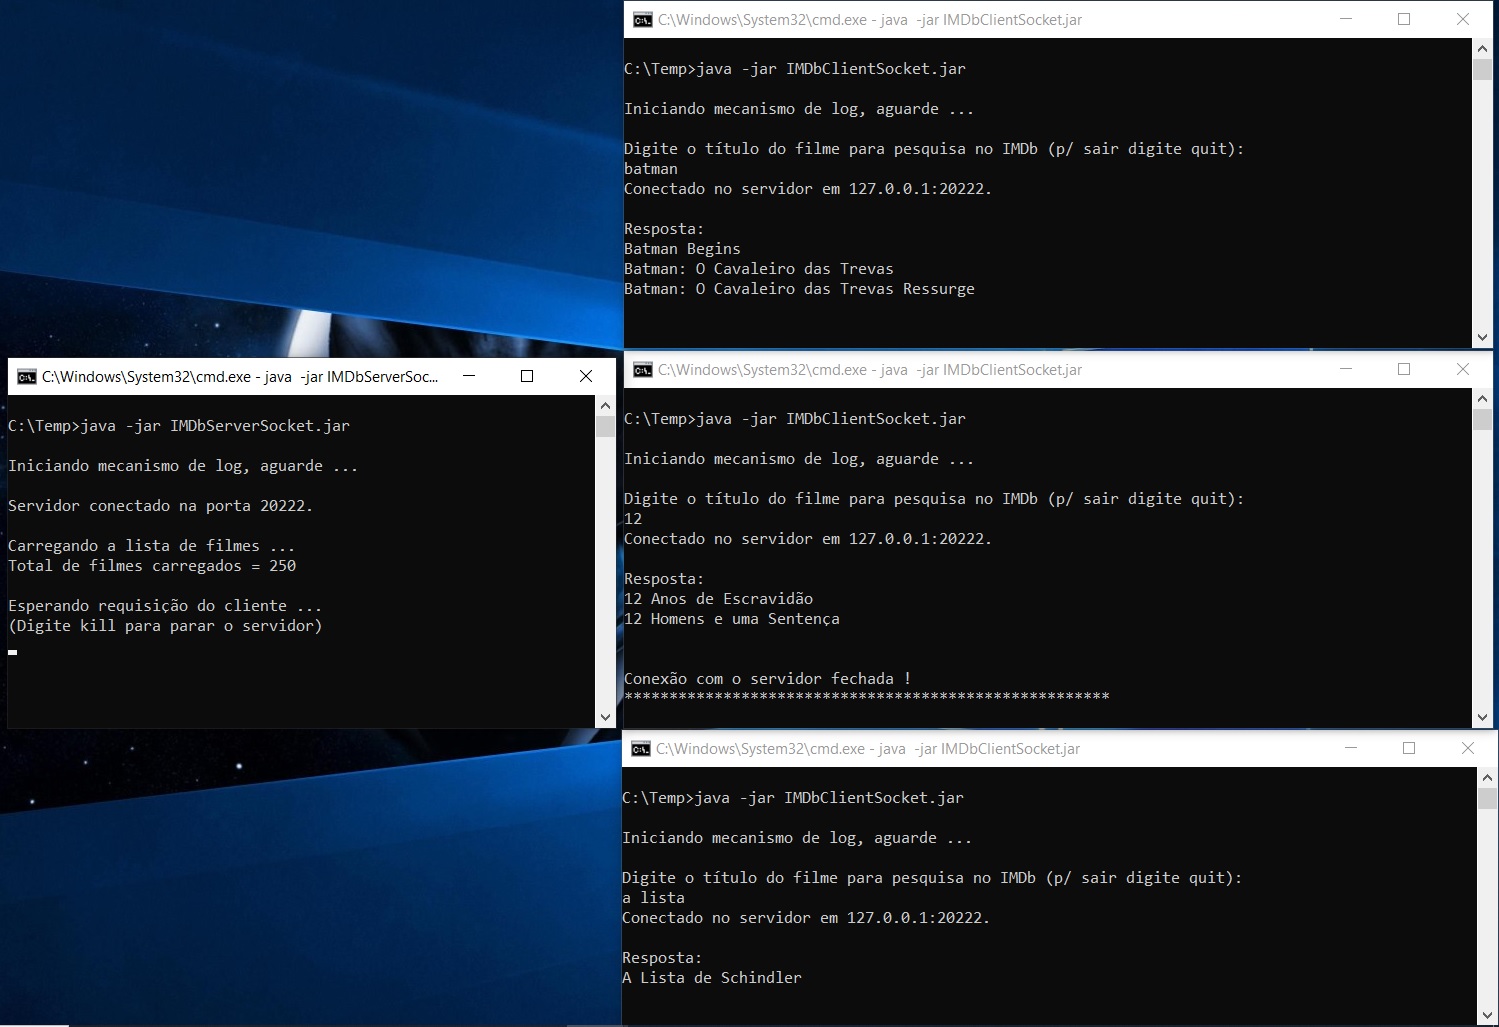 C:\Windows\System32\cmd.exe - java  -jar IMDbClientSocket.jar
C:\Temp>java -jar IMDbClientSocket.jar
Iniciando mecanismo de log, aguarde ...
Digite o título do filme para pesquisa no IMDb (p/ sair digite quit):
batman
Conectado no servidor em 127.0.0.1:20222.
Resposta:
Batman Begins
Batman: O Cavaleiro das Trevas
Batman: O Cavaleiro das Trevas Ressurge
C:\Windows\System32\cmd.exe - java  -jar IMDbServerSoc...
C:\Temp>java -jar IMDbServerSocket.jar
Iniciando mecanismo de log, aguarde ...
Servidor conectado na porta 20222.
Carregando a lista de filmes ...
Total de filmes carregados = 250
Esperando requisição do cliente ...
(Digite kill para parar o servidor)
C:\Windows\System32\cmd.exe - java  -jar IMDbClientSocket.jar
C:\Temp>java -jar IMDbClientSocket.jar
Iniciando mecanismo de log, aguarde ...
Digite o título do filme para pesquisa no IMDb (p/ sair digite quit):
12
Conectado no servidor em 127.0.0.1:20222.
Resposta:
12 Anos de Escravidão
12 Homens e uma Sentença
Conexão com o servidor fechada !
******************************************************
C:\Windows\System32\cmd.exe - java  -jar IMDbClientSocket.jar
C:\Temp>java -jar IMDbClientSocket.jar
Iniciando mecanismo de log, aguarde ...
Digite o título do filme para pesquisa no IMDb (p/ sair digite quit):
a lista
Conectado no servidor em 127.0.0.1:20222.
Resposta:
A Lista de Schindler